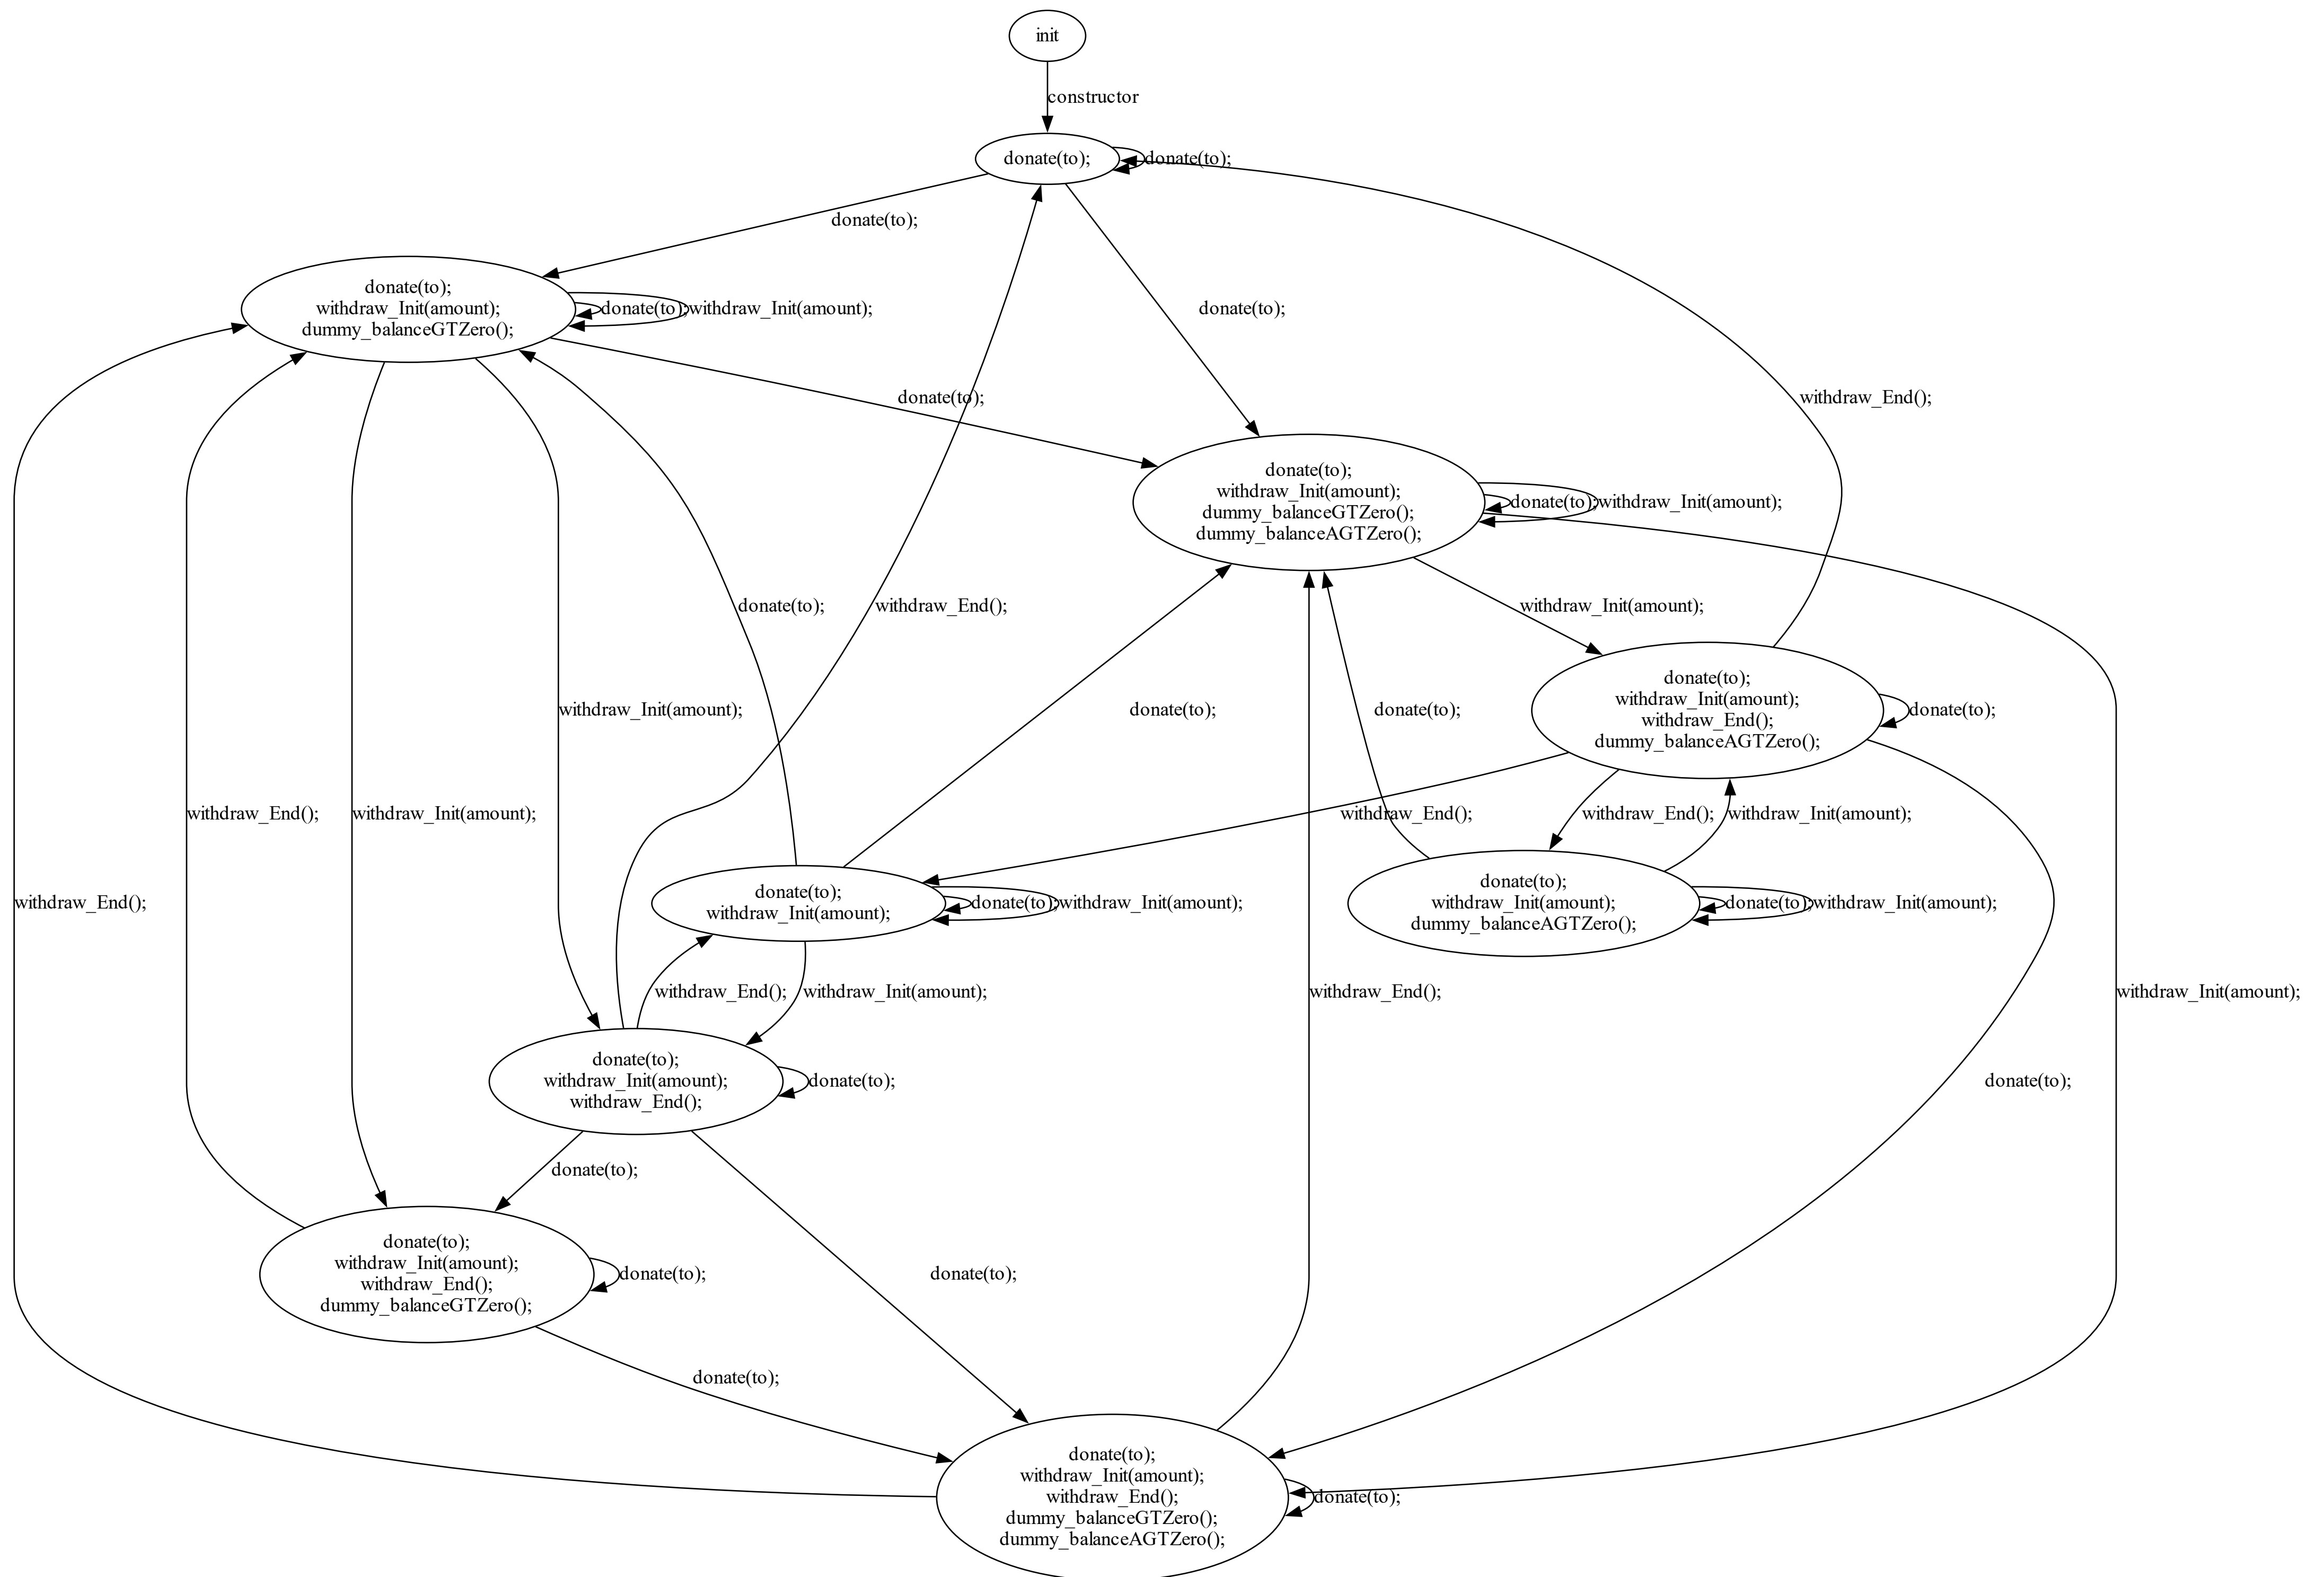 init
constructor
donate(to);
donate(to);
donate(to);
donate(to);
withdraw_Init(amount);
dummy_balanceGTZero();
donate(to);
withdraw_Init(amount);
donate(to);
donate(to);
withdraw_End();
donate(to);
withdraw_Init(amount);
dummy_balanceGTZero();
dummy_balanceAGTZero();
donate(to);
withdraw_Init(amount);
donate(to);
withdraw_End();
withdraw_Init(amount);
withdraw_Init(amount);
donate(to);
donate(to);
donate(to);
withdraw_Init(amount);
withdraw_End();
dummy_balanceAGTZero();
donate(to);
withdraw_End();
withdraw_Init(amount);
withdraw_End();
withdraw_End();
withdraw_Init(amount);
withdraw_End();
donate(to);
withdraw_Init(amount);
donate(to);
withdraw_Init(amount);
donate(to);
withdraw_Init(amount);
dummy_balanceAGTZero();
donate(to);
withdraw_Init(amount);
withdraw_End();
withdraw_Init(amount);
withdraw_End();
withdraw_Init(amount);
donate(to);
withdraw_Init(amount);
withdraw_End();
donate(to);
donate(to);
donate(to);
donate(to);
withdraw_Init(amount);
withdraw_End();
dummy_balanceGTZero();
donate(to);
donate(to);
donate(to);
donate(to);
withdraw_Init(amount);
withdraw_End();
dummy_balanceGTZero();
dummy_balanceAGTZero();
donate(to);